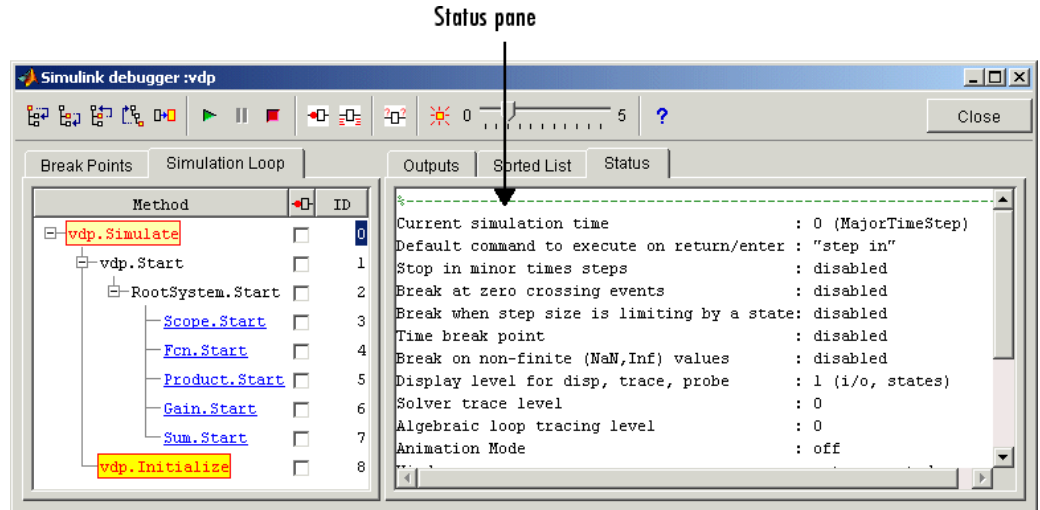 Status pane
Simulink debugger :vdp
0 5 ? Close
Break Points Simulation Loop Outputs Sorted List Status
Method ID
vdp.Simulate 0
vdp.Start 1
RootSystem.Start 2
Scope.Start 3
Fcn.Start 4
Product.Start 5
Gain.Start 6
Sum.Start 7
vdp.Initialize 8
%----------------------------------------------------------------
Current simulation time : 0 (MajorTimeStep)
Default command to execute on return/enter : "step in"
Stop in minor times steps : disabled
Break at zero crossing events : disabled
Break when step size is limiting by a state: disabled
Time break point : disabled
Break on non-finite (NaN,Inf) values : disabled
Display level for disp, trace, probe : 1 (i/o, states)
Solver trace level : 0
Algebraic loop tracing level : 0
Animation Mode : off